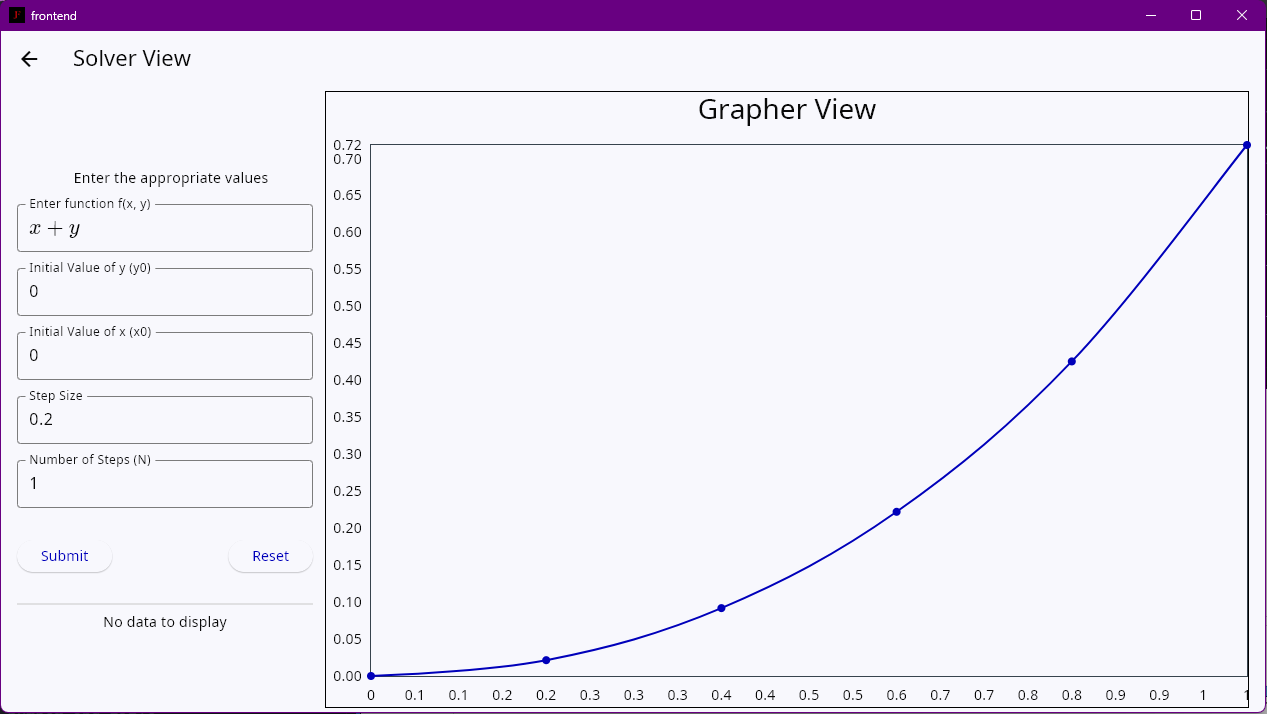 frontend
Solver View
Enter the appropriate values
Enter function f(x, y)
x + y
Initial Value of y (y0)
0
Initial Value of x (x0)
0
Step Size
0.2
Number of Steps (N)
1
Submit Reset
No data to display
Grapher View
0.72
0.70
0.65
0.60
0.55
0.50
0.45
0.40
0.35
0.30
0.25
0.20
0.15
0.10
0.05
0.00
0 0.1 0.1 0.2 0.2 0.3 0.3 0.3 0.4 0.4 0.5 0.5 0.6 0.7 0.7 0.8 0.8 0.9 0.9 1 1